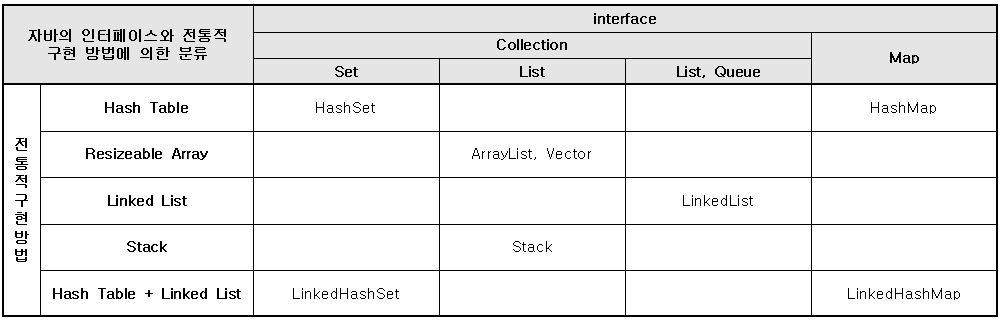 자바의 인터페이스와 전통적
구현 방법에 의한 분류
interface
Collection
Map
Set
List
List, Queue
전통적구현방법
Hash Table
HashSet
HashMap
Resizeable Array
ArrayList, Vector
Linked List
LinkedList
Stack
Stack
Hash Table + Linked List
LinkedHashSet
LinkedHashMap